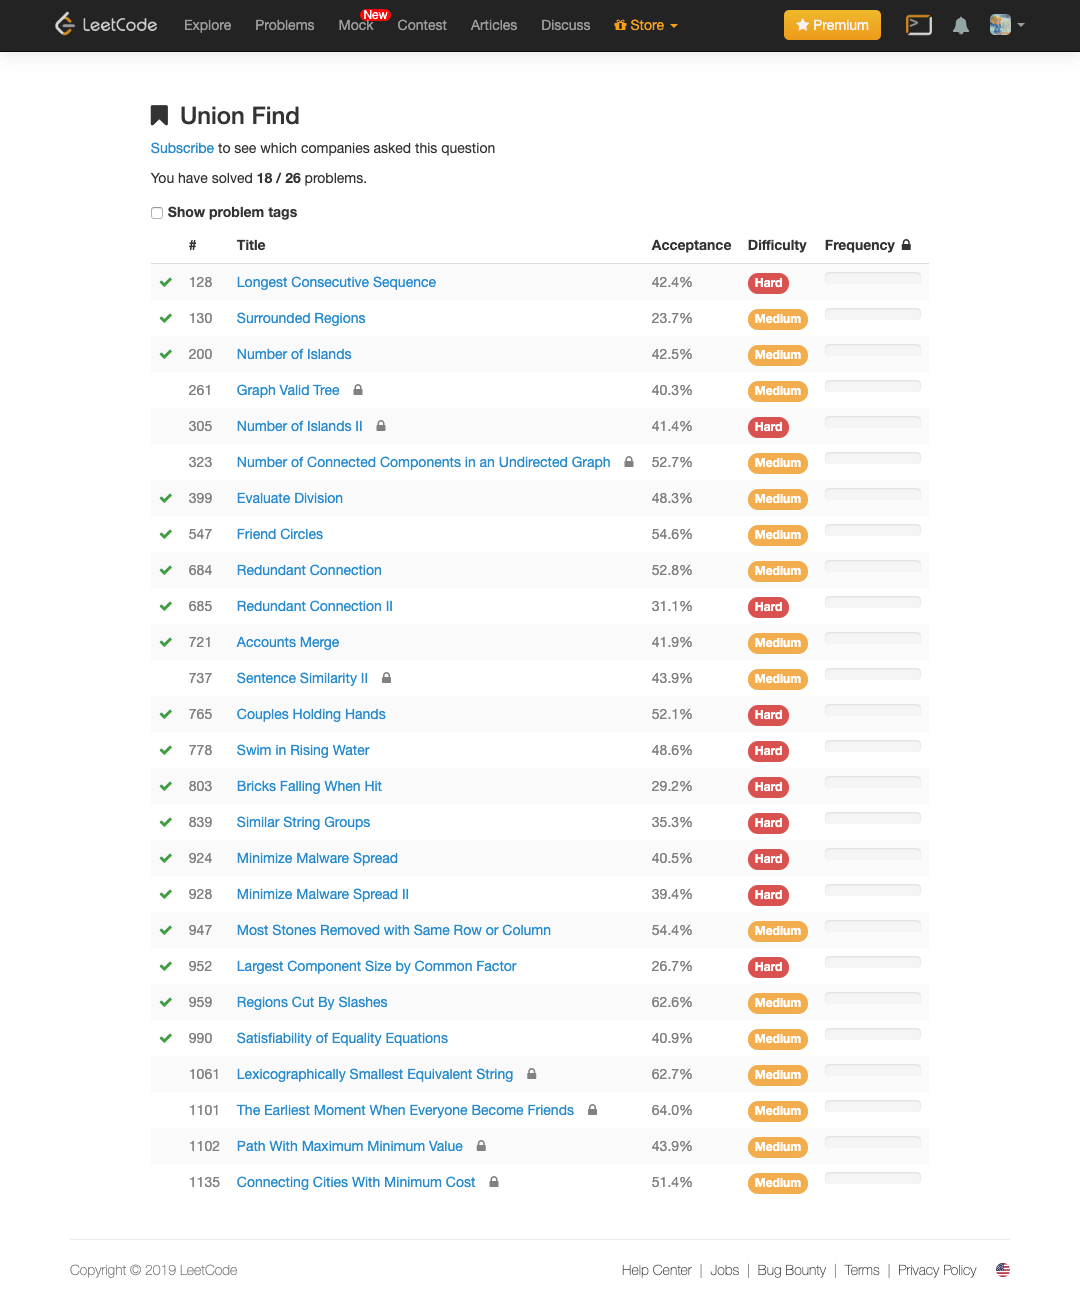 LeetCode Explore Problems Mock New Contest Articles Discuss Store Premium
Union Find
Subscribe to see which companies asked this question
You have solved 18 / 26 problems.
Show problem tags
# Title Acceptance Difficulty Frequency
128 Longest Consecutive Sequence 42.4% Hard
130 Surrounded Regions 23.7% Medium
200 Number of Islands 42.5% Medium
261 Graph Valid Tree 40.3% Medium
305 Number of Islands II 41.4% Hard
323 Number of Connected Components in an Undirected Graph 52.7% Medium
399 Evaluate Division 48.3% Medium
547 Friend Circles 54.6% Medium
684 Redundant Connection 52.8% Medium
685 Redundant Connection II 31.1% Hard
721 Accounts Merge 41.9% Medium
737 Sentence Similarity II 43.9% Medium
765 Couples Holding Hands 52.1% Hard
778 Swim in Rising Water 48.6% Hard
803 Bricks Falling When Hit 29.2% Hard
839 Similar String Groups 35.3% Hard
924 Minimize Malware Spread 40.5% Hard
928 Minimize Malware Spread II 39.4% Hard
947 Most Stones Removed with Same Row or Column 54.4% Medium
952 Largest Component Size by Common Factor 26.7% Hard
959 Regions Cut By Slashes 62.6% Medium
990 Satisfiability of Equality Equations 40.9% Medium
1061 Lexicographically Smallest Equivalent String 62.7% Medium
1101 The Earliest Moment When Everyone Become Friends 64.0% Medium
1102 Path With Maximum Minimum Value 43.9% Medium
1135 Connecting Cities With Minimum Cost 51.4% Medium
Copyright © 2019 LeetCode Help Center | Jobs | Bug Bounty | Terms | Privacy Policy